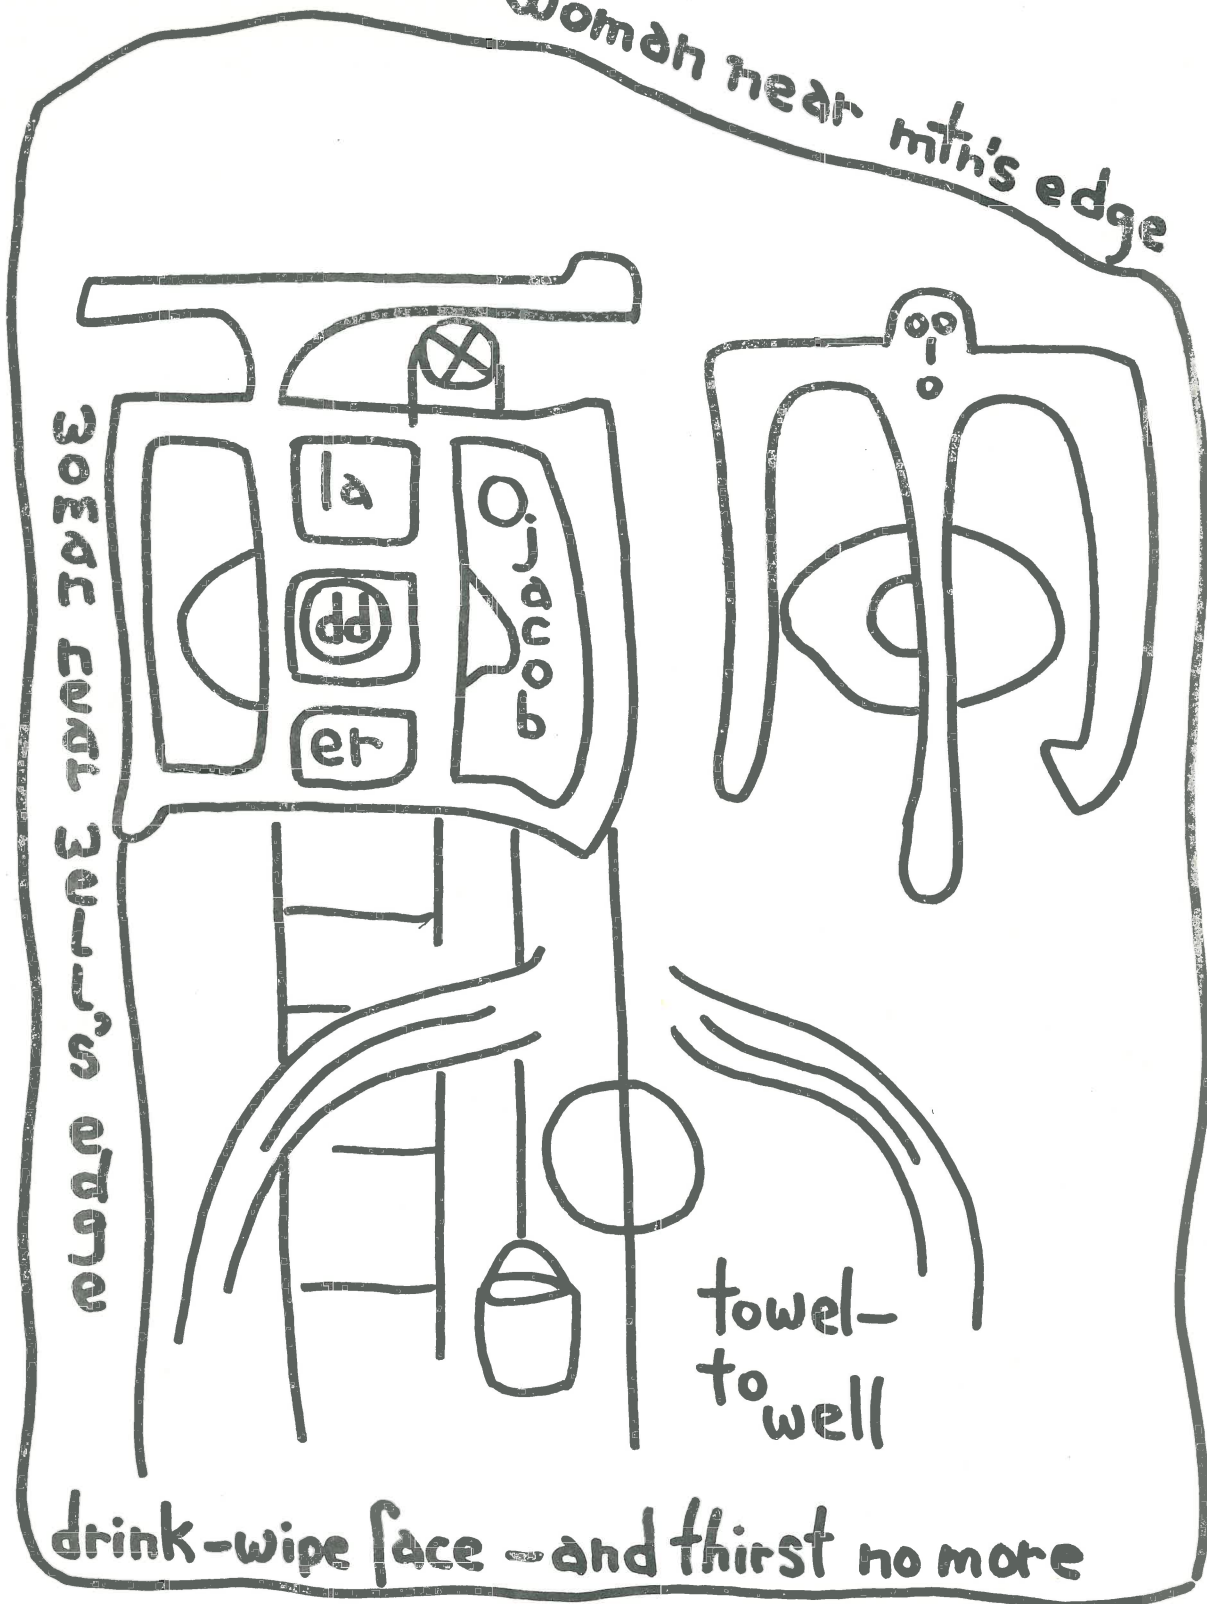 woman near mtn's edge
woman near well's edge
la
dd
er
O, jacob
towel-
to well
drink-wipe face - and thirst no more